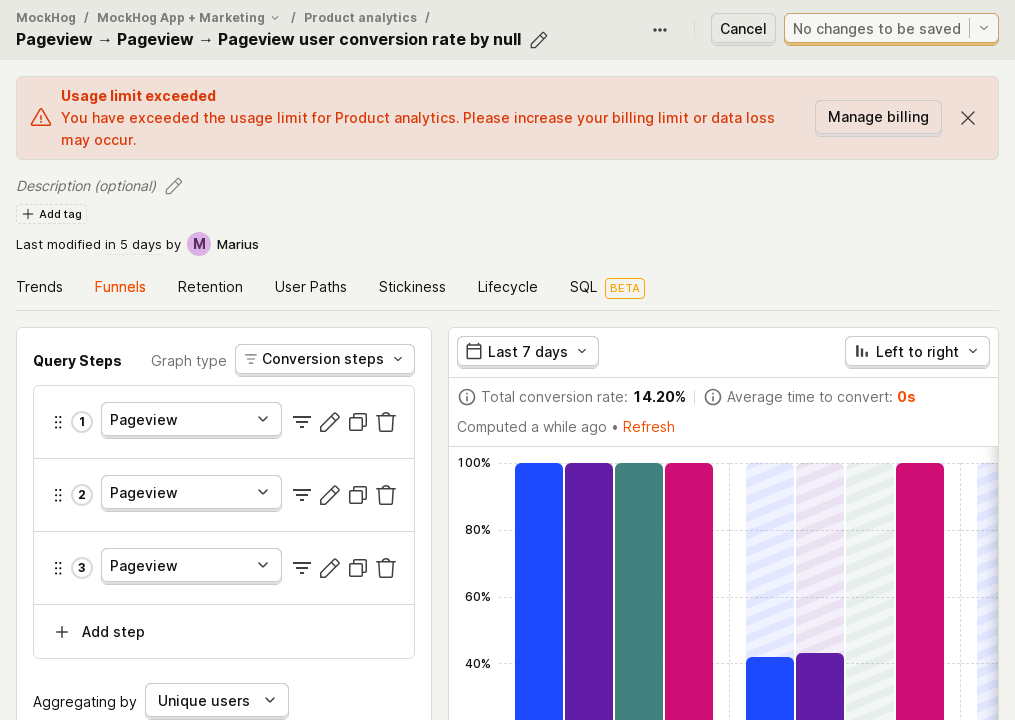 MockHog / MockHog App + Marketing / Product analytics /
Pageview → Pageview → Pageview user conversion rate by null
Cancel
No changes to be saved
Usage limit exceeded
You have exceeded the usage limit for Product analytics. Please increase your billing limit or data loss
may occur.
Manage billing
Description (optional)
Add tag
Last modified in 5 days by M Marius
Trends Funnels Retention User Paths Stickiness Lifecycle SQL BETA
Query Steps Graph type Conversion steps
1 Pageview
2 Pageview
3 Pageview
Add step
Aggregating by Unique users
Last 7 days Left to right
Total conversion rate: 14.20% Average time to convert: 0s
Computed a while ago • Refresh
100%
80%
60%
40%